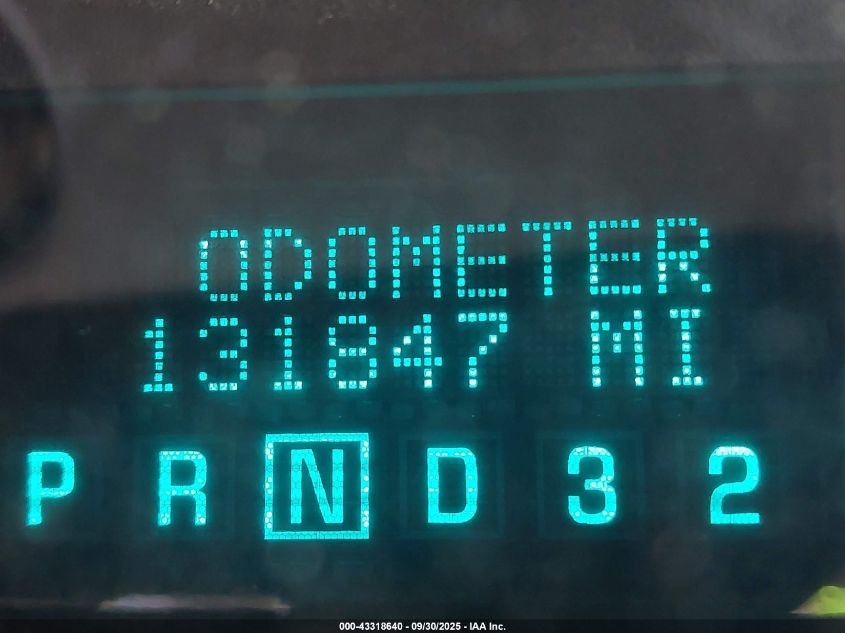 ODOMETER
131847 MI
P R N D 3 2
000-43318640 - 09/30/2025 - IAA Inc.